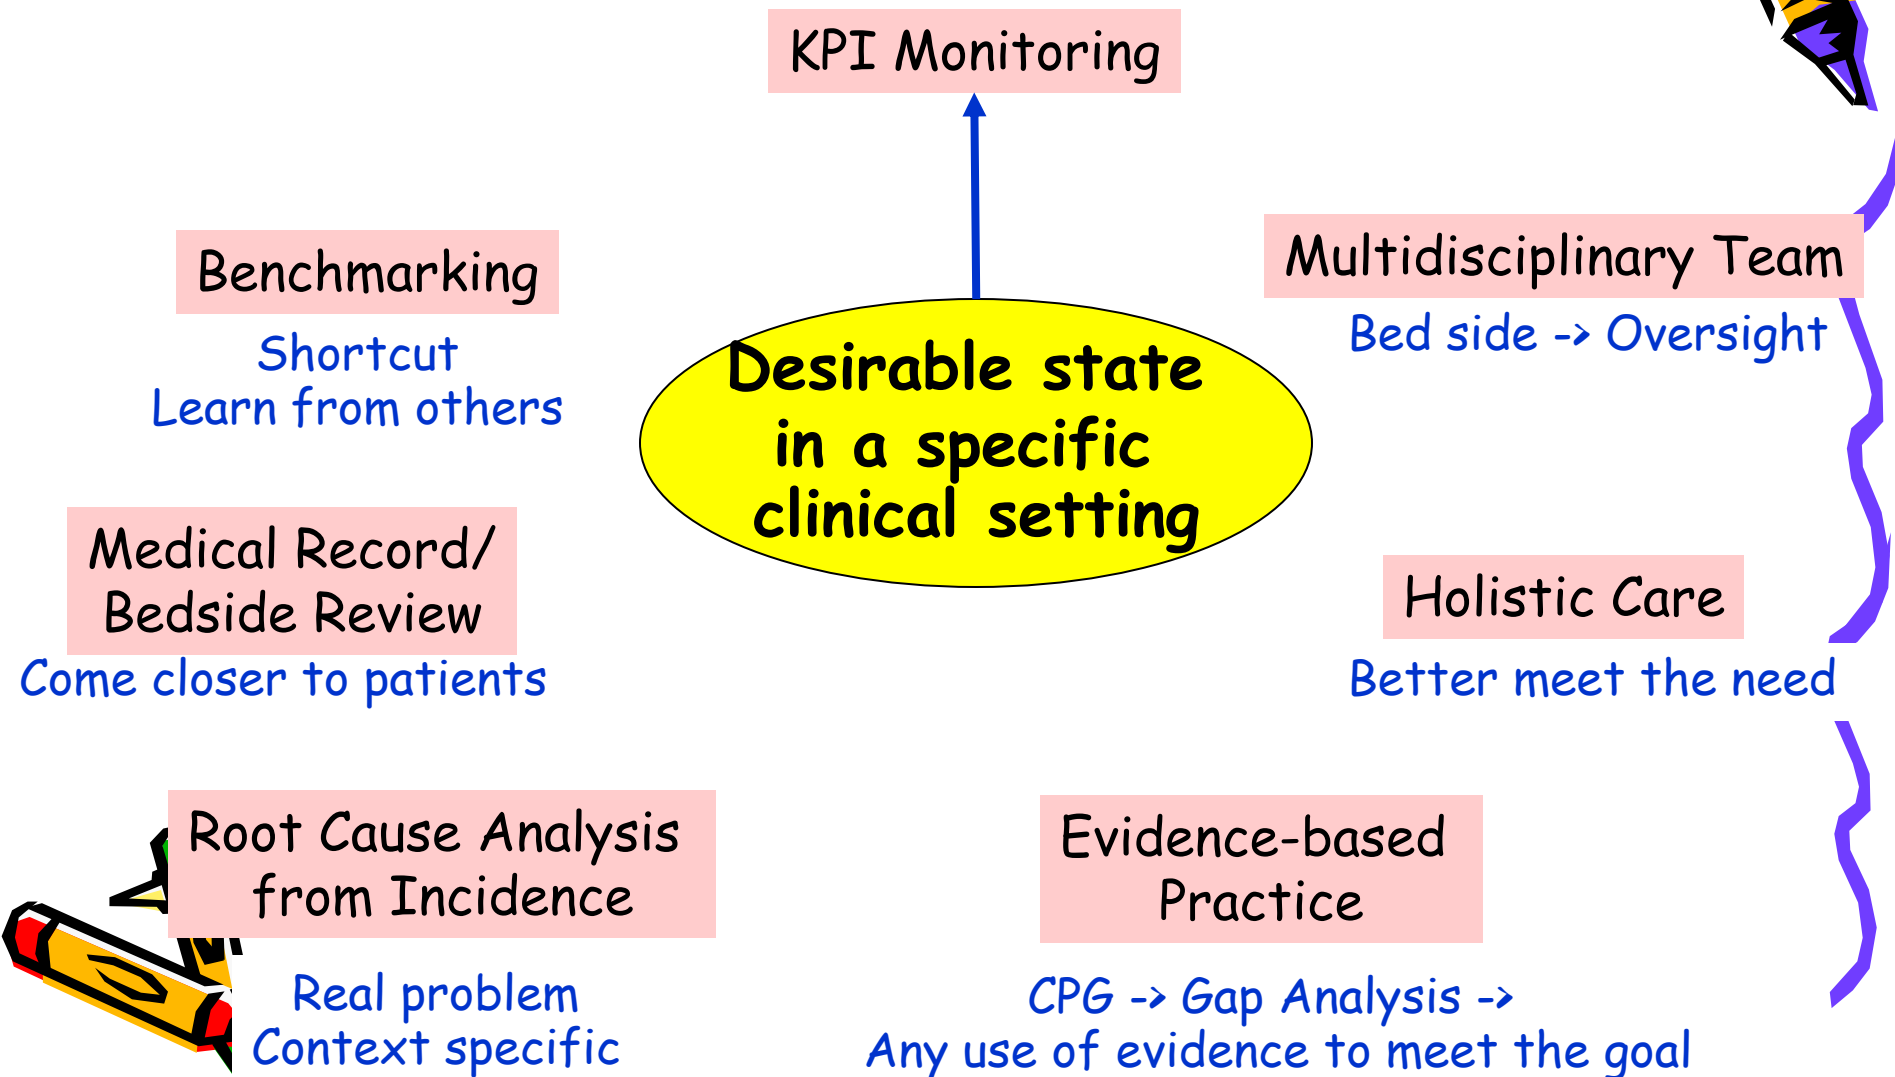 KPI Monitoring
Benchmarking
Shortcut
Learn from others
Multidisciplinary Team
Bed side -> Oversight
Desirable state
in a specific
clinical setting
Medical Record/
Bedside Review
Come closer to patients
Holistic Care
Better meet the need
Root Cause Analysis
from Incidence
Real problem
Context specific
Evidence-based
Practice
CPG -> Gap Analysis ->
Any use of evidence to meet the goal